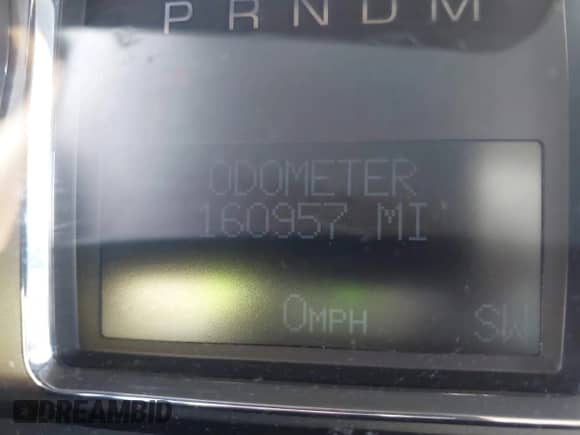 P R N D M
ODOMETER
160957 MI
0MPH SW
DREAMBID